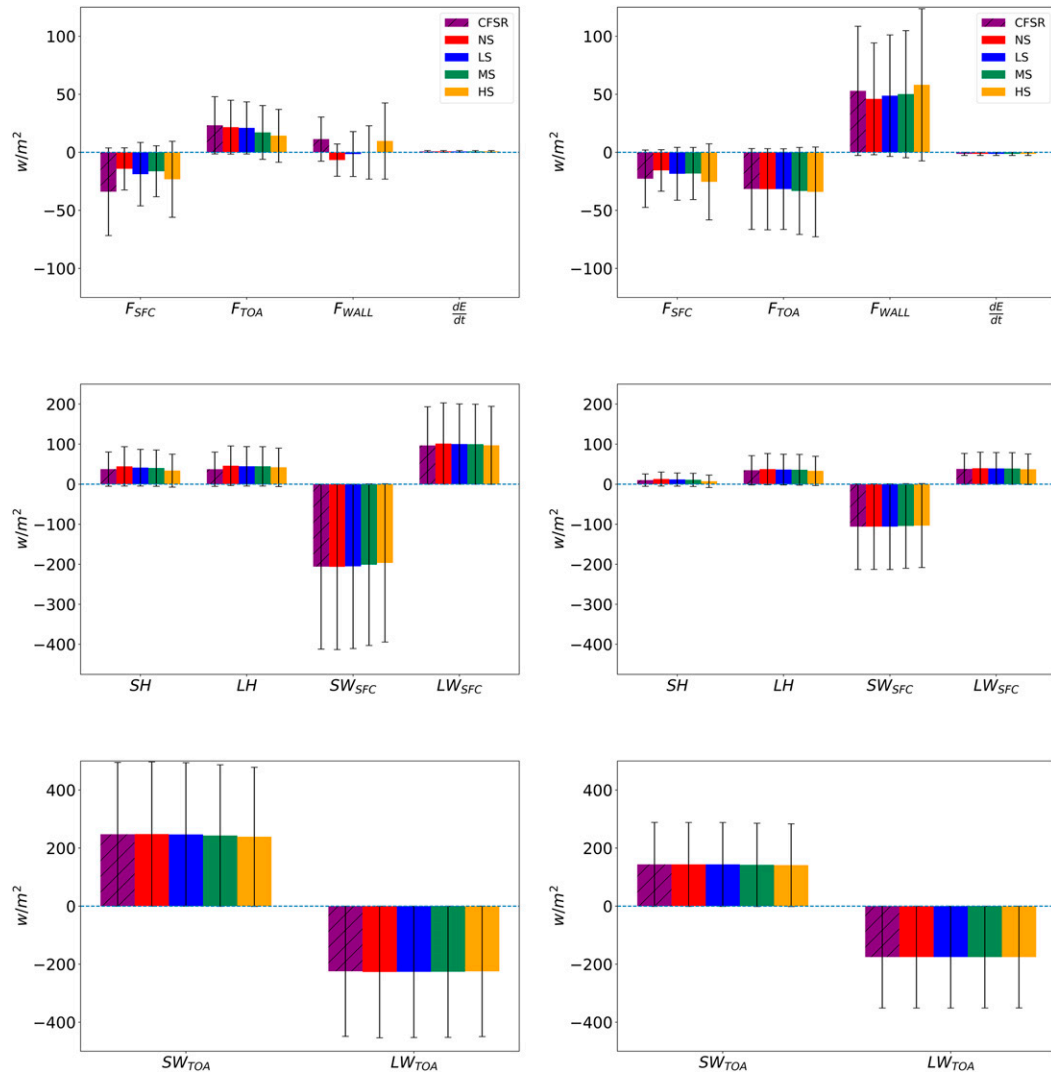 100
50
0
−50
−100
w/m²
CFSR
NS
LS
MS
HS
F_SFC
F_TOA
F_WALL
dE
dt
100
50
0
−50
−100
w/m²
CFSR
NS
LS
MS
HS
F_SFC
F_TOA
F_WALL
dE
dt
200
100
0
−100
−200
−300
−400
w/m²
SH
LH
SW_SFC
LW_SFC
200
100
0
−100
−200
−300
−400
w/m²
SH
LH
SW_SFC
LW_SFC
400
200
0
−200
−400
w/m²
SW_TOA
LW_TOA
400
200
0
−200
−400
w/m²
SW_TOA
LW_TOA